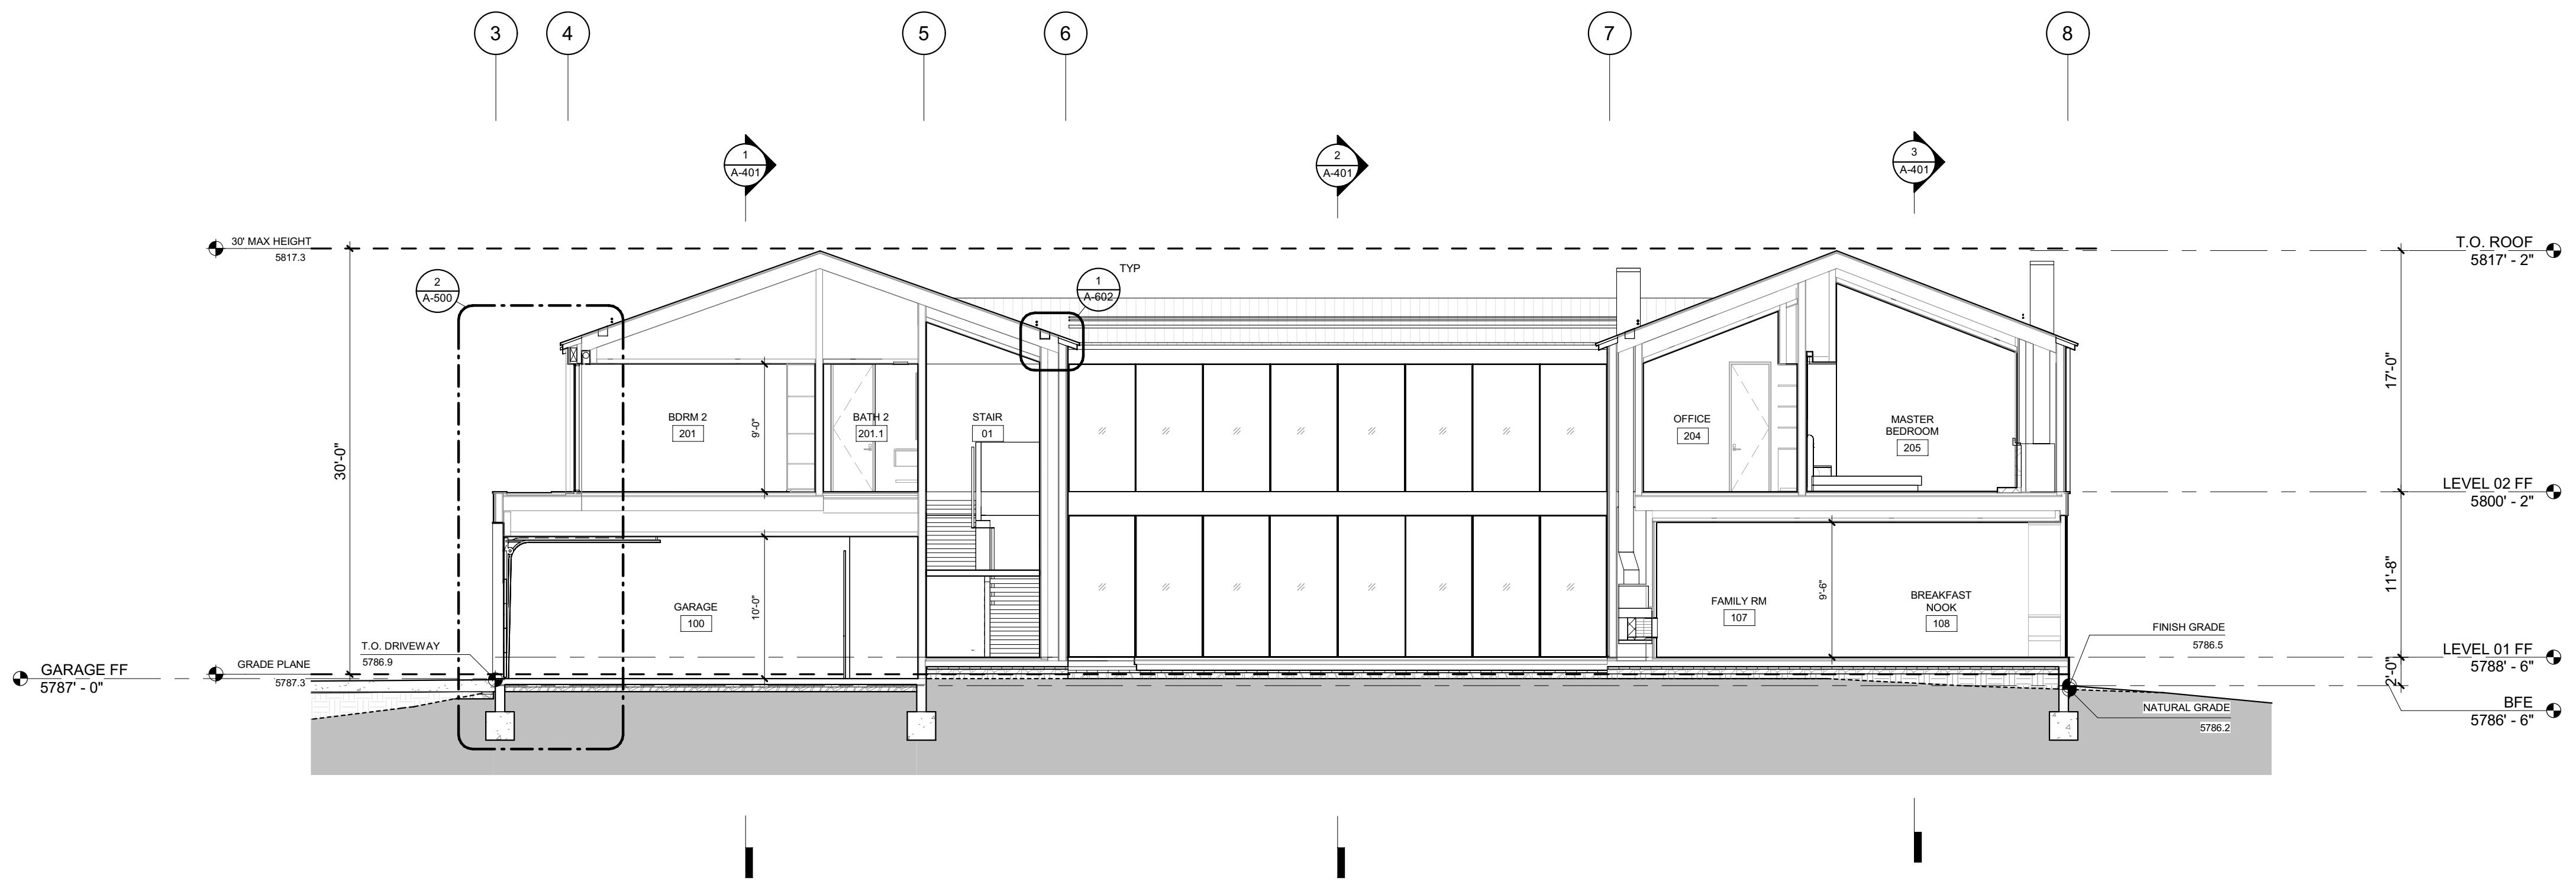 3
4
5
6
7
8
1
A-401
2
A-401
3
A-401
30' MAX HEIGHT
5817.3
T.O. ROOF
5817' - 2"
2
A-500
1
A-602
TYP
30'-0"
17'-0"
BDRM 2
201
9'-0"
BATH 2
201.1
STAIR
01
OFFICE
204
MASTER
BEDROOM
205
LEVEL 02 FF
5800' - 2"
11'-8"
GARAGE
100
10'-0"
FAMILY RM
107
9'-6"
BREAKFAST
NOOK
108
FINISH GRADE
5786.5
T.O. DRIVEWAY
5786.9
LEVEL 01 FF
5788' - 6"
GARAGE FF
5787' - 0"
GRADE PLANE
5787.3
2'-0"
NATURAL GRADE
5786.2
BFE
5786' - 6"